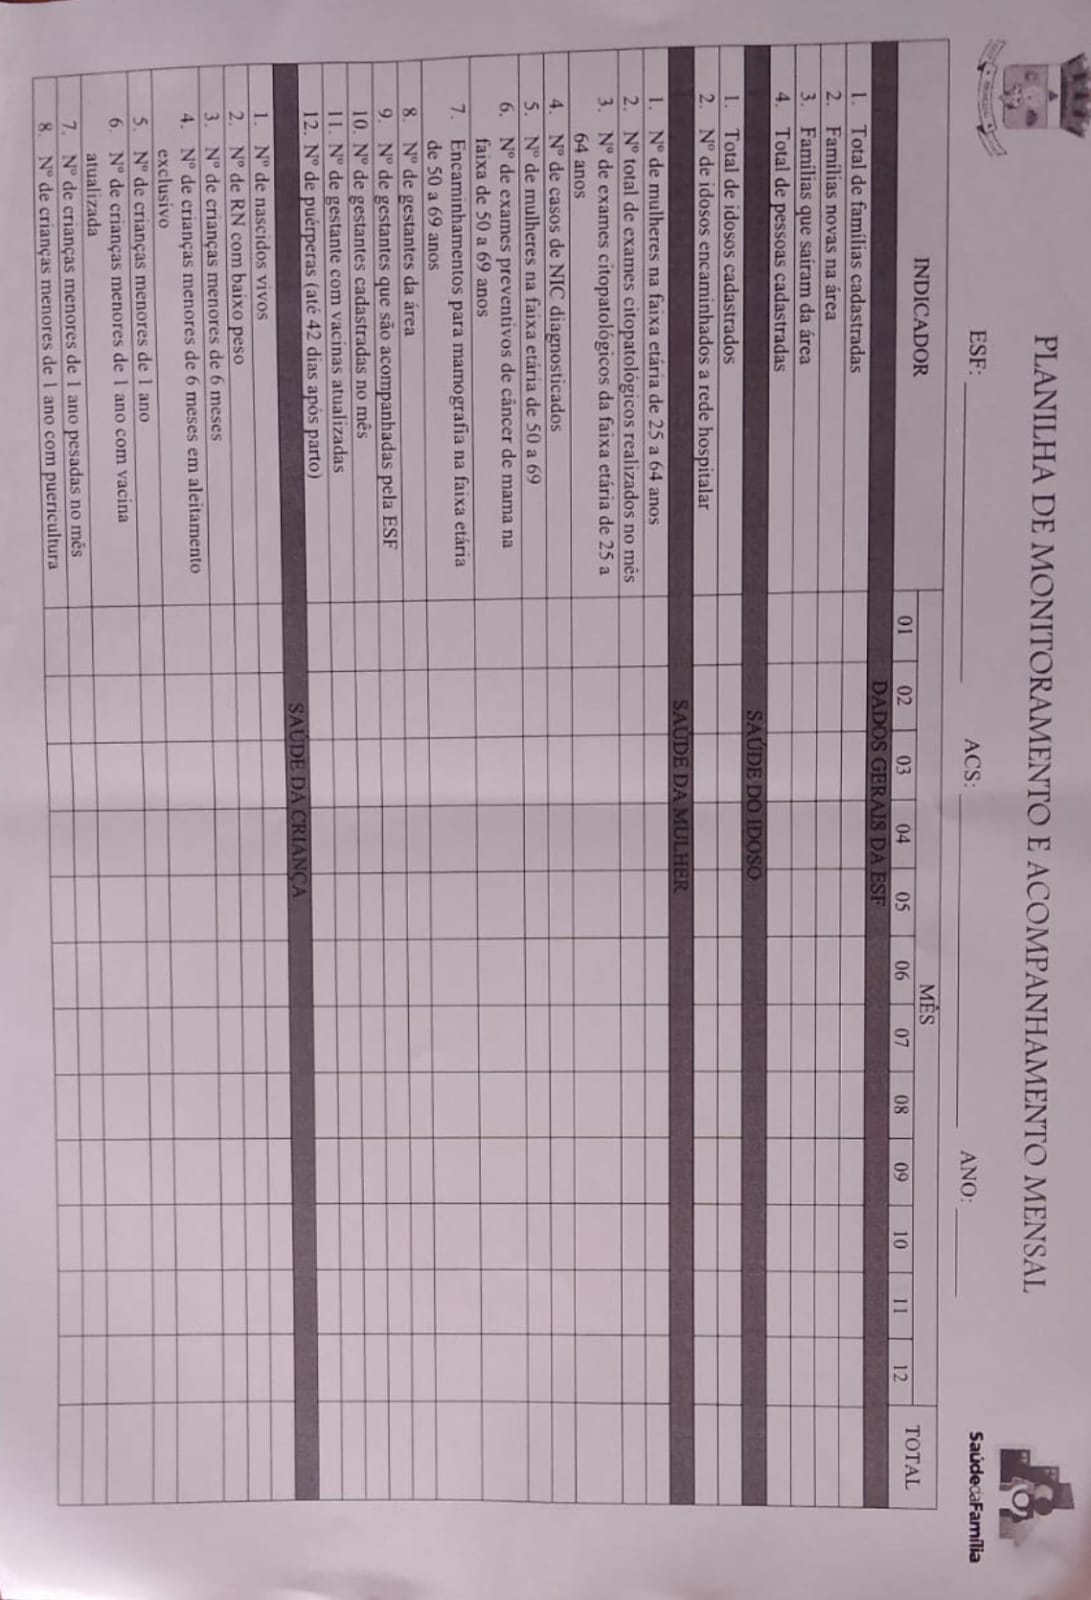 PLANILHA DE MONITORAMENTO E ACOMPANHAMENTO MENSAL
ESF: ____________ ACS: ____________ ANO: ______
SaúdedaFamília
INDICADOR
MÊS
TOTAL
01 02 03 04 05 06 07 08 09 10 11 12
DADOS GERAIS DA ESF
1. Total de famílias cadastradas
2. Famílias novas na área
3. Famílias que saíram da área
4. Total de pessoas cadastradas
SAÚDE DO IDOSO
1. Total de idosos cadastrados
2. Nº de idosos encaminhados a rede hospitalar
SAÚDE DA MULHER
1. Nº de mulheres na faixa etária de 25 a 64 anos
2. Nº total de exames citopatológicos realizados no mês
3. Nº de exames citopatológicos da faixa etária de 25 a
64 anos
4. Nº de casos de NIC diagnosticados
5. Nº de mulheres na faixa etária de 50 a 69
6. Nº de exames preventivos de câncer de mama na
faixa de 50 a 69 anos
7. Encaminhamentos para mamografia na faixa etária
de 50 a 69 anos
8. Nº de gestantes da área
9. Nº de gestantes que são acompanhadas pela ESF
10. Nº de gestantes cadastradas no mês
11. Nº de gestante com vacinas atualizadas
12. Nº de puérperas (até 42 dias após parto)
SAÚDE DA CRIANÇA
1. Nº de nascidos vivos
2. Nº de RN com baixo peso
3. Nº de crianças menores de 6 meses
4. Nº de crianças menores de 6 meses em aleitamento
exclusivo
5. Nº de crianças menores de 1 ano
6. Nº de crianças menores de 1 ano com vacina
atualizada
7. Nº de crianças menores de 1 ano pesadas no mês
8. Nº de crianças menores de 1 ano com puericultura